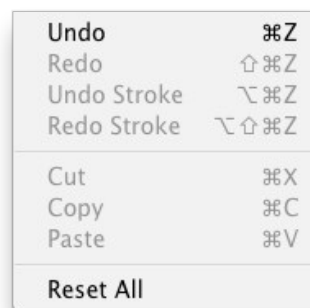 Undo ⌘Z
Redo ⇧⌘Z
Undo Stroke ⌥⌘Z
Redo Stroke ⌥⇧⌘Z
Cut ⌘X
Copy ⌘C
Paste ⌘V
Reset All